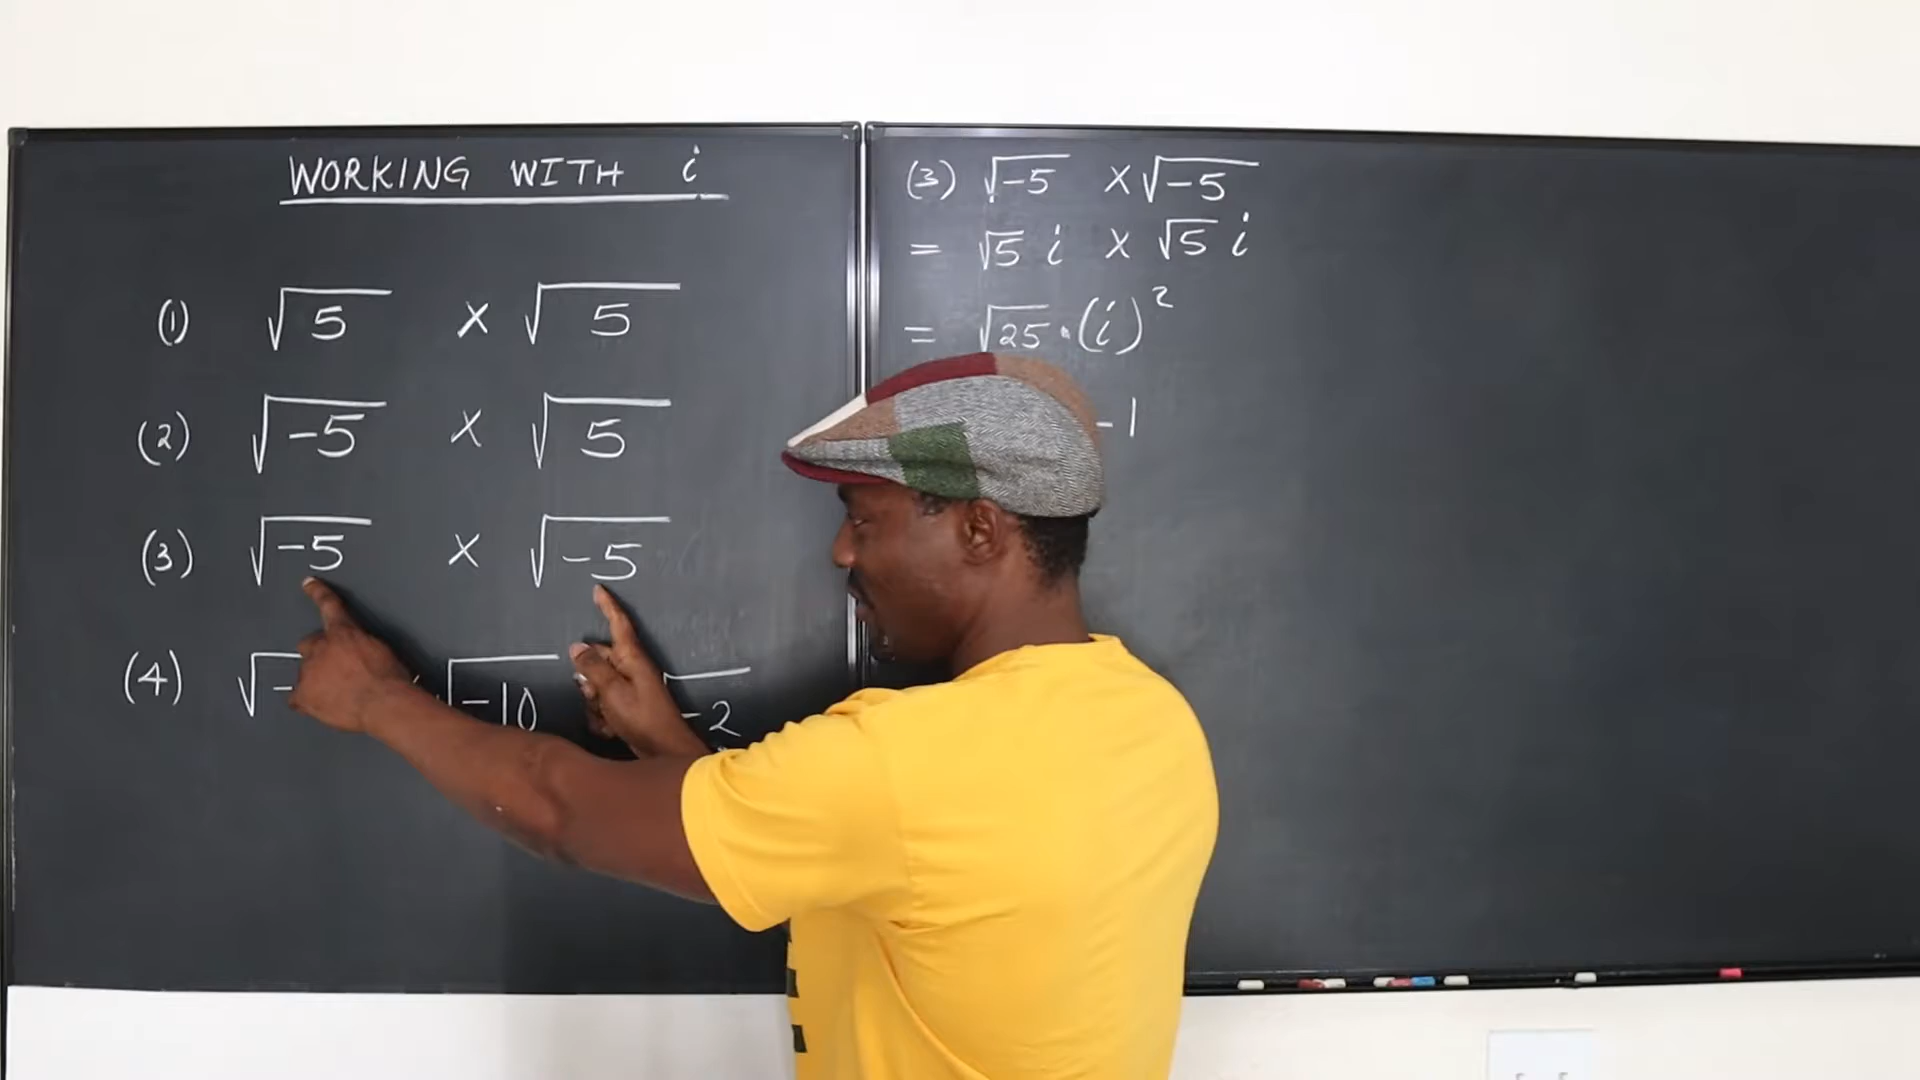 WORKING WITH i
(1) √5 × √5
(2) √-5 × √5
(3) √-5 × √-5
(4) √- √-10 -2
(3) √-5 × √-5
= √5 i × √5 i
= √25 · (i)²
-1